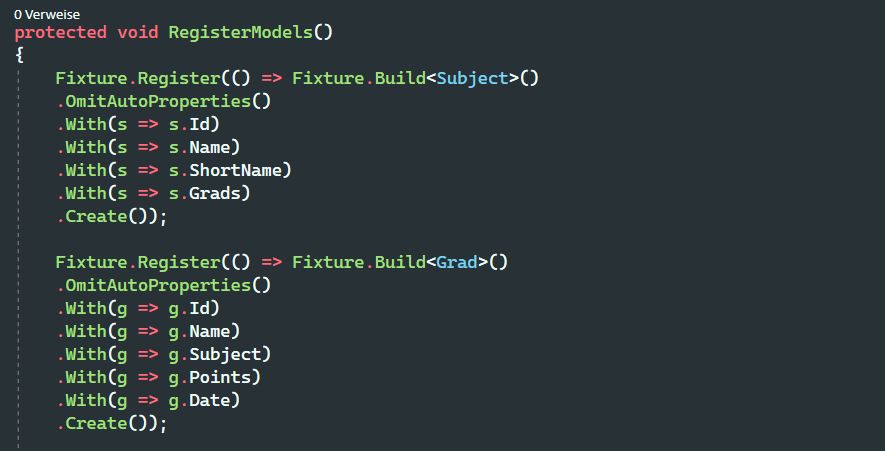 0 Verweise
protected void RegisterModels()
{
Fixture.Register(() => Fixture.Build<Subject>()
.OmitAutoProperties()
.With(s => s.Id)
.With(s => s.Name)
.With(s => s.ShortName)
.With(s => s.Grads)
.Create());
Fixture.Register(() => Fixture.Build<Grad>()
.OmitAutoProperties()
.With(g => g.Id)
.With(g => g.Name)
.With(g => g.Subject)
.With(g => g.Points)
.With(g => g.Date)
.Create());